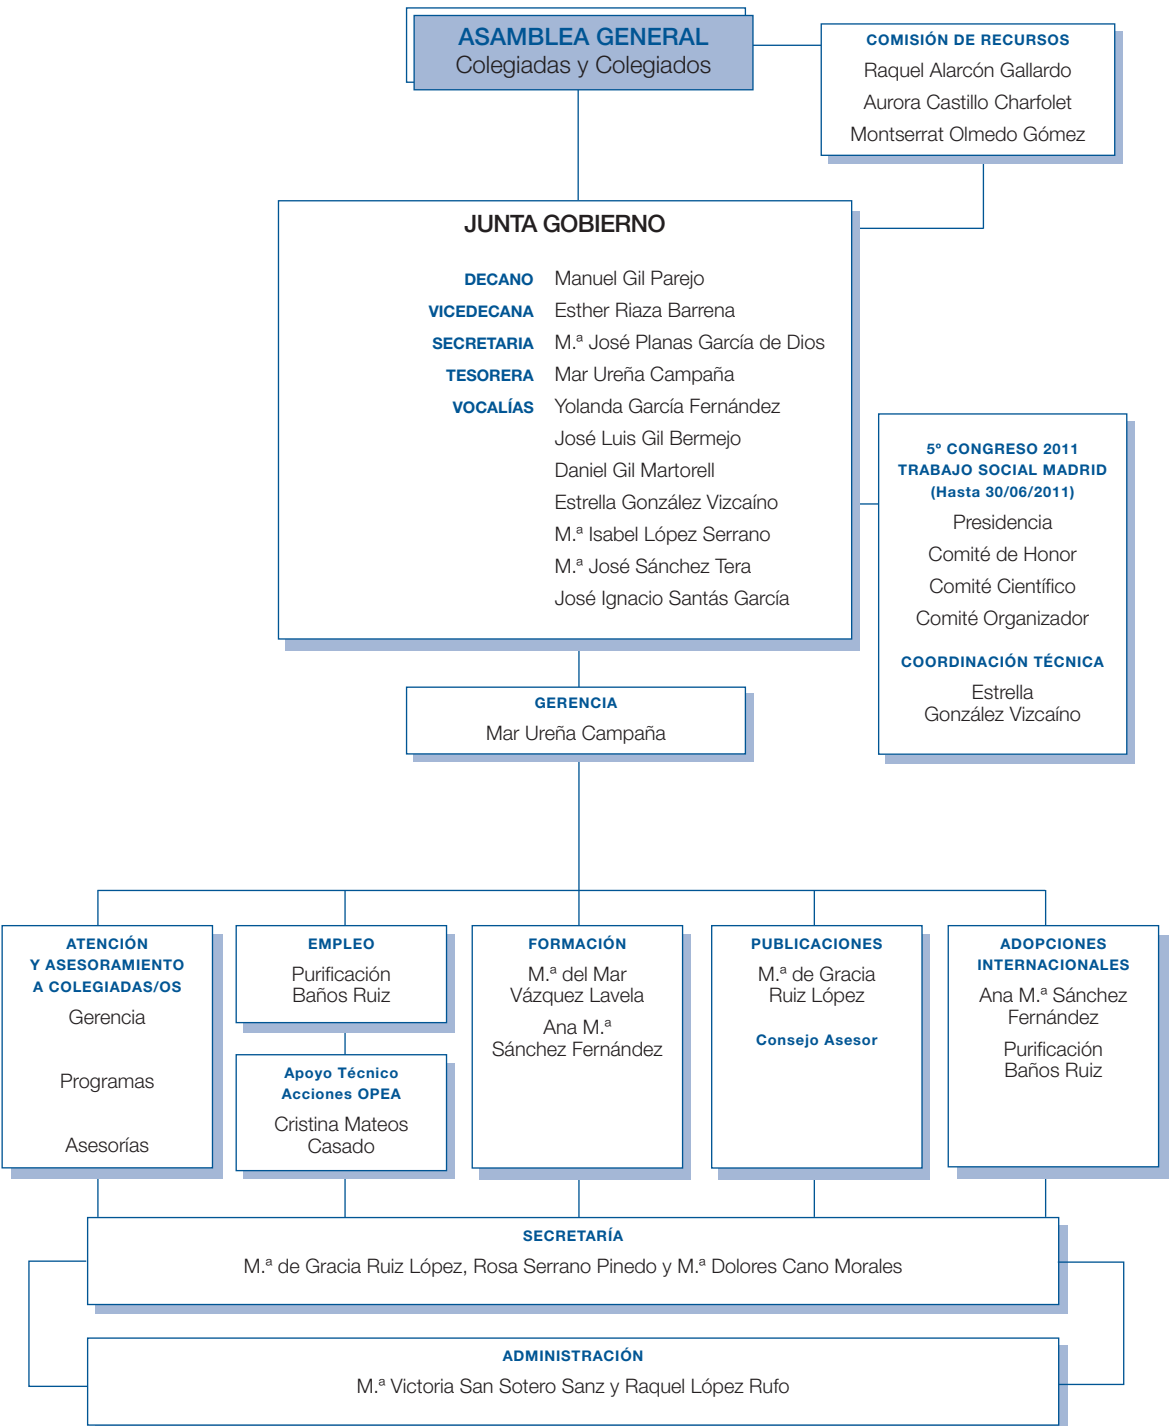 ASAMBLEA GENERAL
Colegiadas y Colegiados
COMISIÓN DE RECURSOS
Raquel Alarcón Gallardo
Aurora Castillo Charfolet
Montserrat Olmedo Gómez
JUNTA GOBIERNO
DECANO Manuel Gil Parejo
VICEDECANA Esther Riaza Barrena
SECRETARIA M.ª José Planas García de Dios
TESORERA Mar Ureña Campaña
VOCALÍAS Yolanda García Fernández
José Luis Gil Bermejo
Daniel Gil Martorell
Estrella González Vizcaíno
M.ª Isabel López Serrano
M.ª José Sánchez Tera
José Ignacio Santás García
5º CONGRESO 2011
TRABAJO SOCIAL MADRID
(Hasta 30/06/2011)
Presidencia
Comité de Honor
Comité Científico
Comité Organizador
COORDINACIÓN TÉCNICA
Estrella
González Vizcaíno
GERENCIA
Mar Ureña Campaña
ATENCIÓN
Y ASESORAMIENTO
A COLEGIADAS/OS
Gerencia
Programas
Asesorías
EMPLEO
Purificación
Baños Ruiz
Apoyo Técnico
Acciones OPEA
Cristina Mateos
Casado
FORMACIÓN
M.ª del Mar
Vázquez Lavela
Ana M.ª
Sánchez Fernández
PUBLICACIONES
M.ª de Gracia
Ruiz López
Consejo Asesor
ADOPCIONES
INTERNACIONALES
Ana M.ª Sánchez
Fernández
Purificación
Baños Ruiz
SECRETARÍA
M.ª de Gracia Ruiz López, Rosa Serrano Pinedo y M.ª Dolores Cano Morales
ADMINISTRACIÓN
M.ª Victoria San Sotero Sanz y Raquel López Rufo